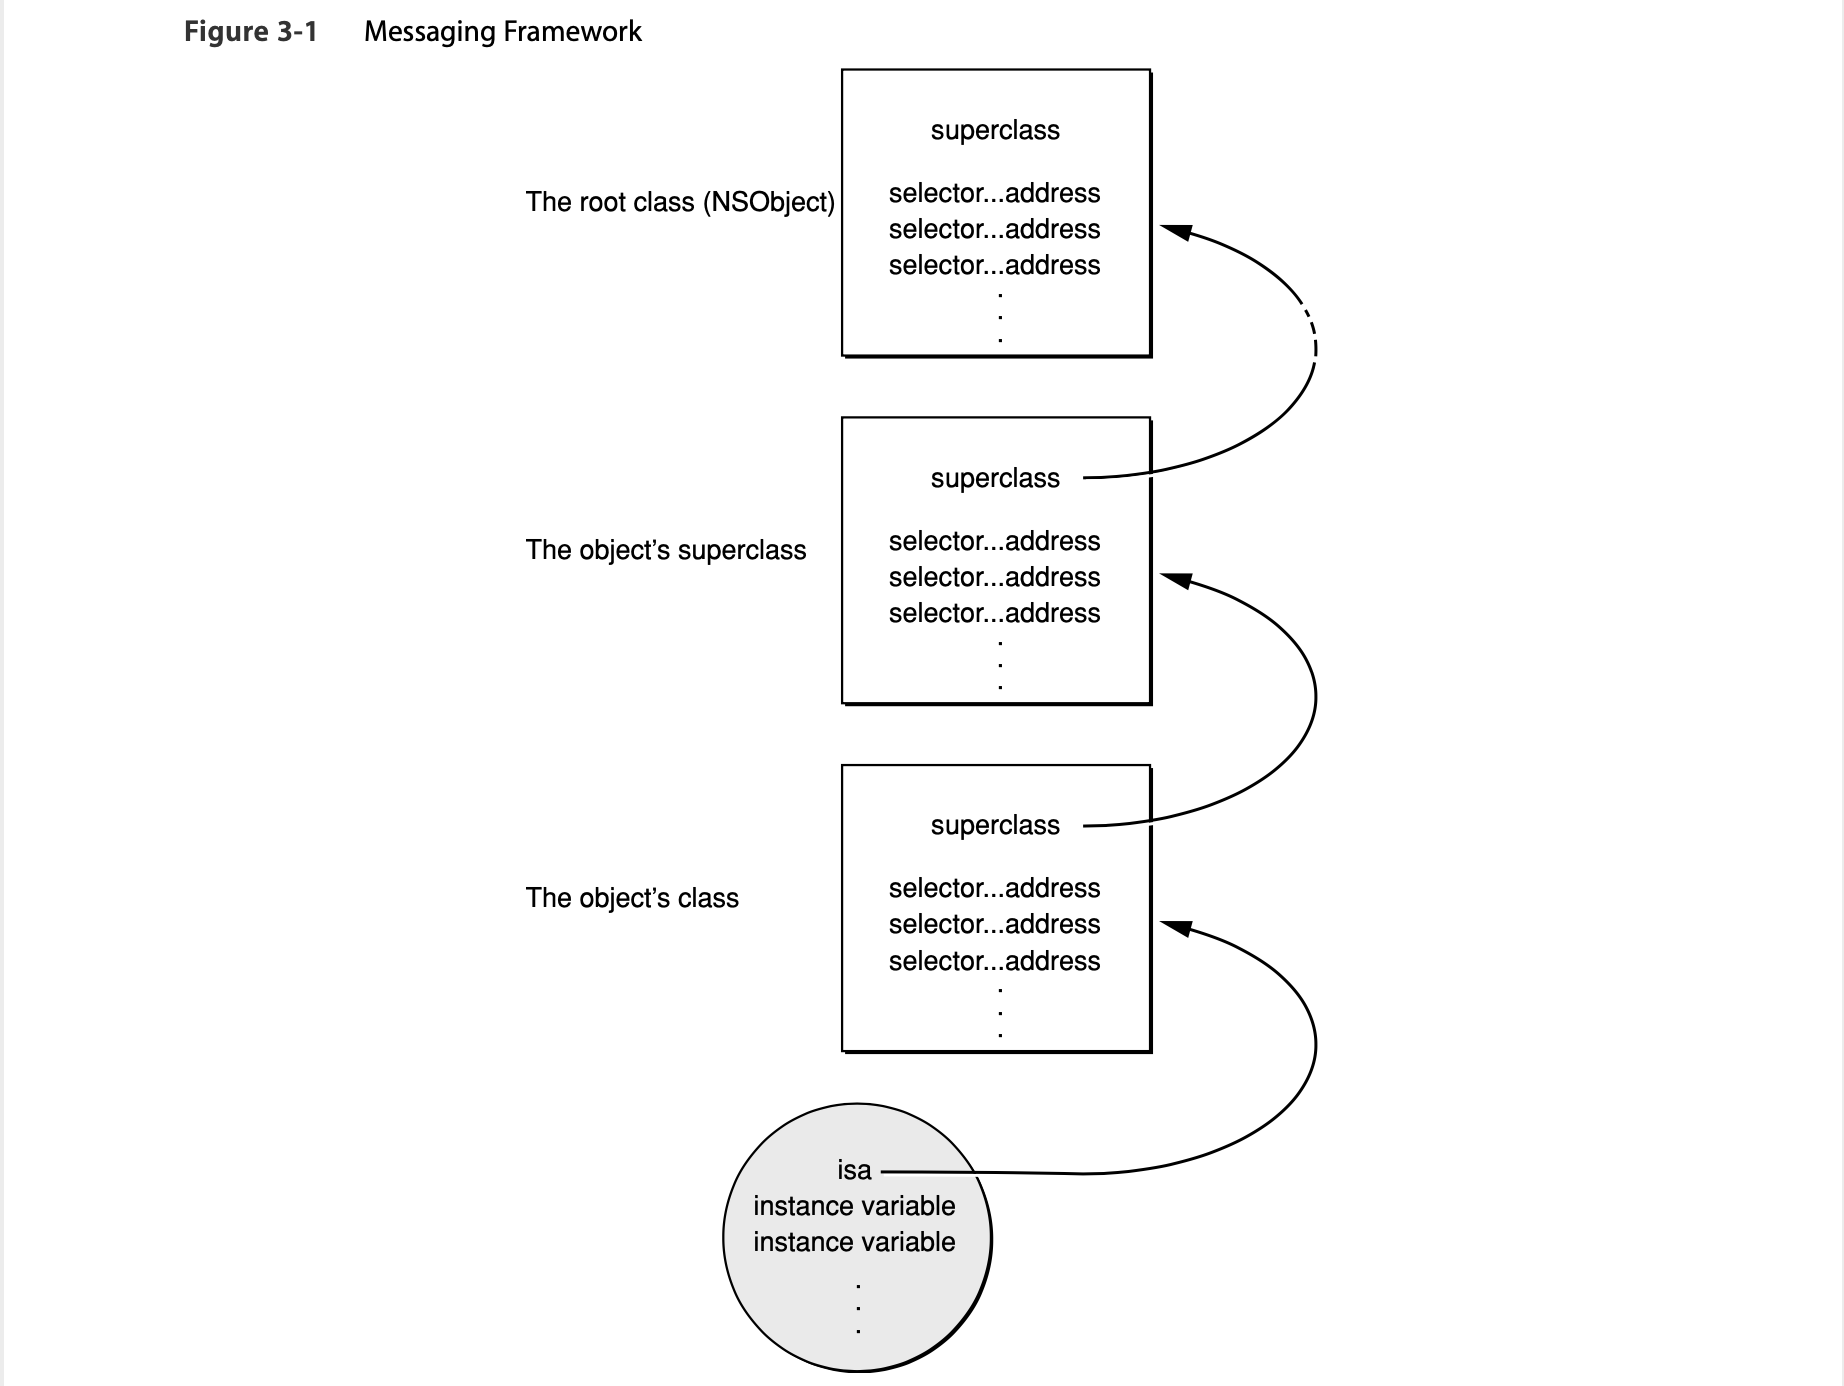 Figure 3-1 Messaging Framework
superclass
The root class (NSObject)
selector...address
selector...address
selector...address
.
.
.
superclass
The object’s superclass
selector...address
selector...address
selector...address
.
.
.
superclass
The object’s class
selector...address
selector...address
selector...address
.
.
.
isa
instance variable
instance variable
.
.
.